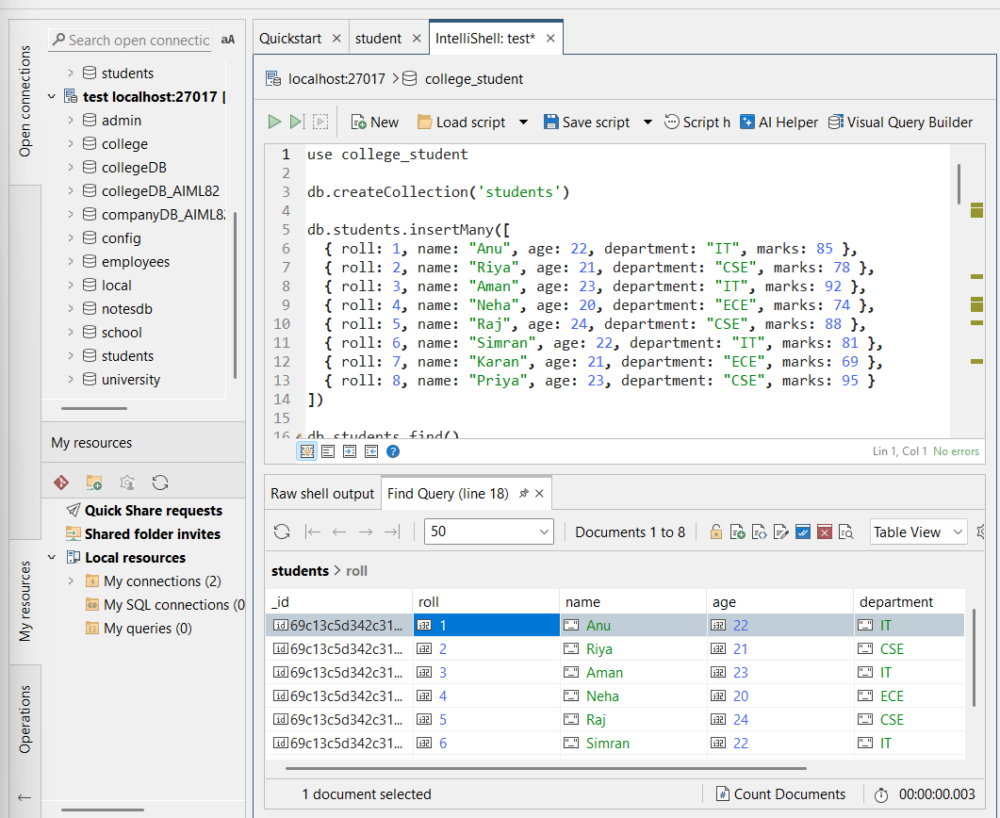 Open connections
My resources
Operations
Search open connectic
aA
students
test localhost:27017 [
admin
college
collegeDB
collegeDB_AIML82
companyDB_AIML82
config
employees
local
notesdb
school
students
university
My resources
Quick Share requests
Shared folder invites
Local resources
My connections (2)
My SQL connections (0
My queries (0)
Quickstart
student
IntelliShell: test*
localhost:27017
college_student
New
Load script
Save script
Script h
AI Helper
Visual Query Builder
1 use college_student
2
3 db.createCollection('students')
4
5 db.students.insertMany([
6 { roll: 1, name: "Anu", age: 22, department: "IT", marks: 85 },
7 { roll: 2, name: "Riya", age: 21, department: "CSE", marks: 78 },
8 { roll: 3, name: "Aman", age: 23, department: "IT", marks: 92 },
9 { roll: 4, name: "Neha", age: 20, department: "ECE", marks: 74 },
10 { roll: 5, name: "Raj", age: 24, department: "CSE", marks: 88 },
11 { roll: 6, name: "Simran", age: 22, department: "IT", marks: 81 },
12 { roll: 7, name: "Karan", age: 21, department: "ECE", marks: 69 },
13 { roll: 8, name: "Priya", age: 23, department: "CSE", marks: 95 }
14 ])
15
16 db.students.find()
Lin 1, Col 1 No errors
Raw shell output
Find Query (line 18)
50
Documents 1 to 8
Table View
students > roll
_id roll name age department
69c13c5d342c31... 1 Anu 22 IT
69c13c5d342c31... 2 Riya 21 CSE
69c13c5d342c31... 3 Aman 23 IT
69c13c5d342c31... 4 Neha 20 ECE
69c13c5d342c31... 5 Raj 24 CSE
69c13c5d342c31... 6 Simran 22 IT
1 document selected
Count Documents
00:00:00.003